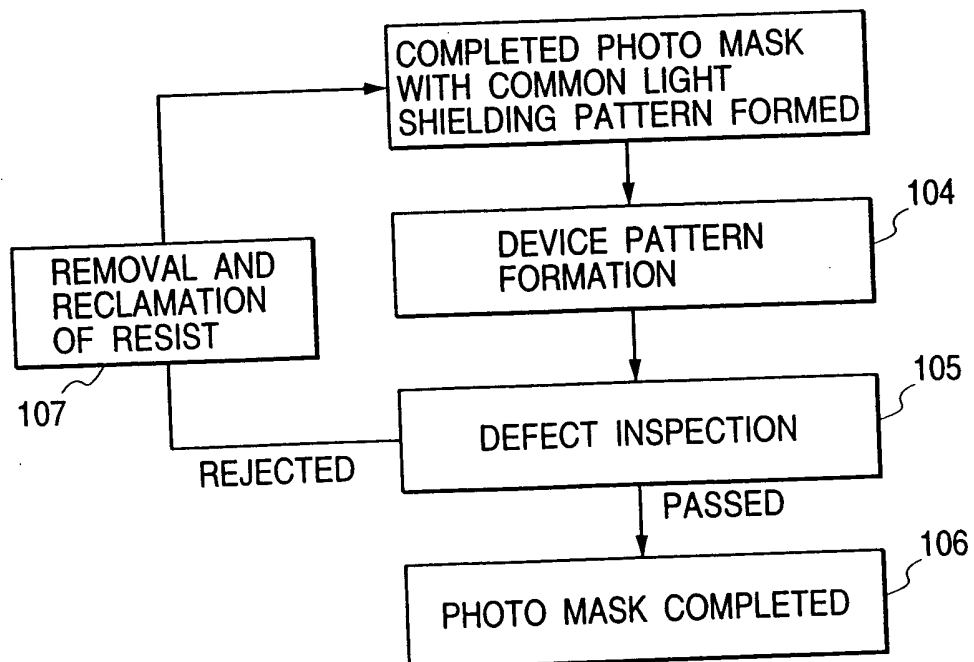 COMPLETED PHOTO MASK
WITH COMMON LIGHT
SHIELDING PATTERN FORMED
104
DEVICE PATTERN
FORMATION
REMOVAL AND
RECLAMATION
OF RESIST
107
105
DEFECT INSPECTION
REJECTED
PASSED
106
PHOTO MASK COMPLETED